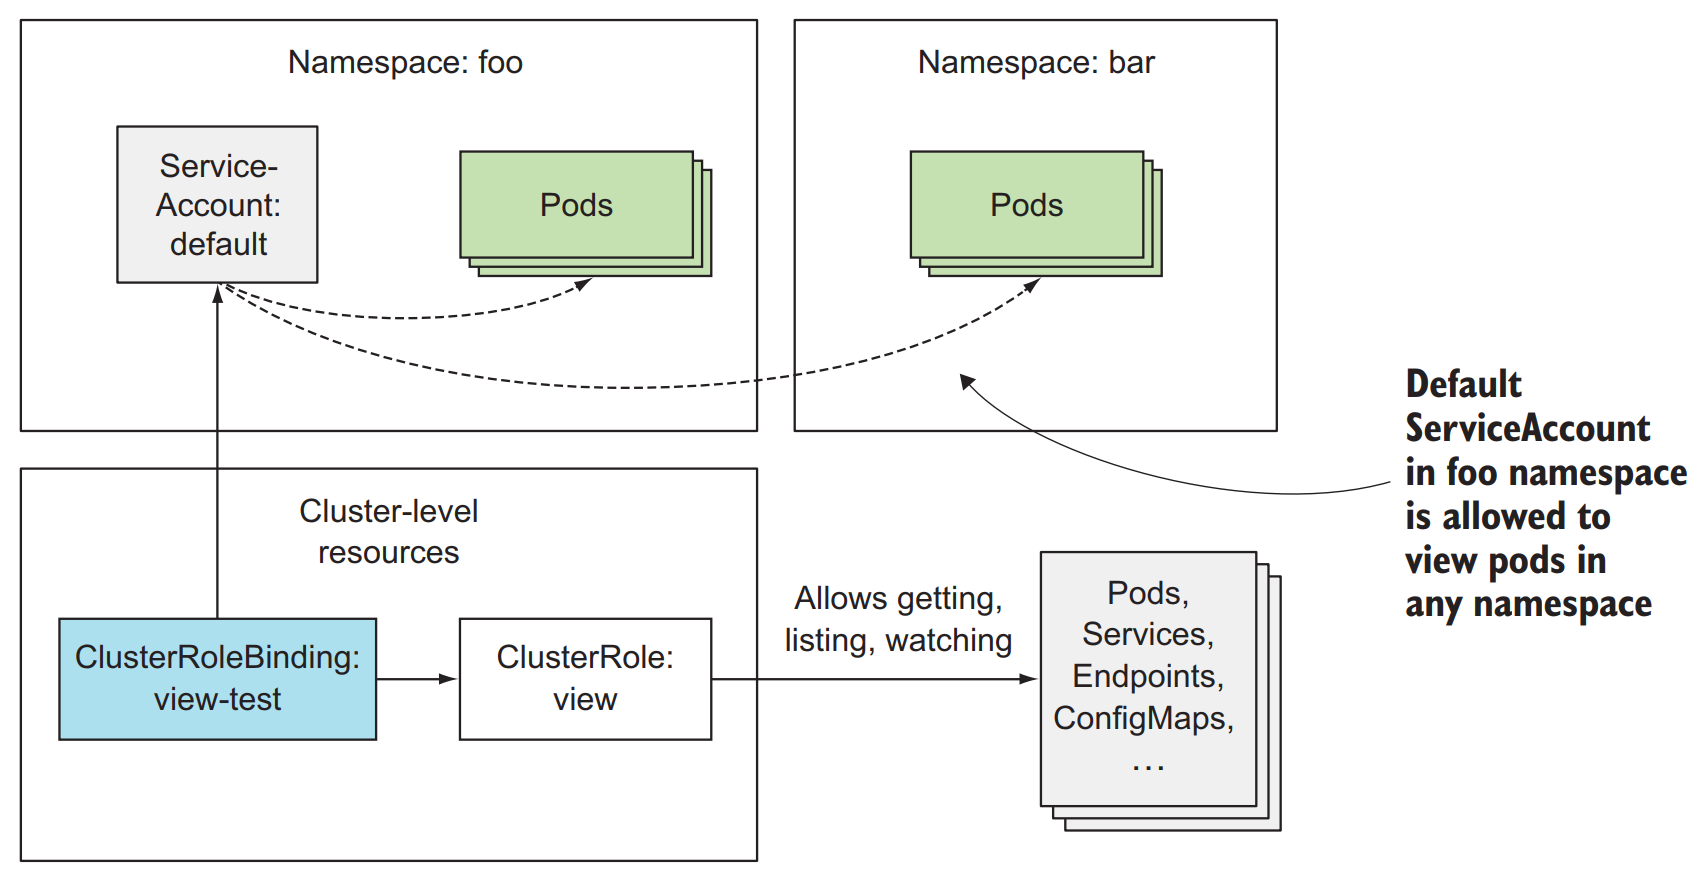 Namespace: foo
Namespace: bar
Service-
Account:
default
Pods
Pods
Default
ServiceAccount
in foo namespace
is allowed to
view pods in
any namespace
Cluster-level
resources
ClusterRoleBinding:
view-test
ClusterRole:
view
Allows getting,
listing, watching
Pods,
Services,
Endpoints,
ConfigMaps,
...